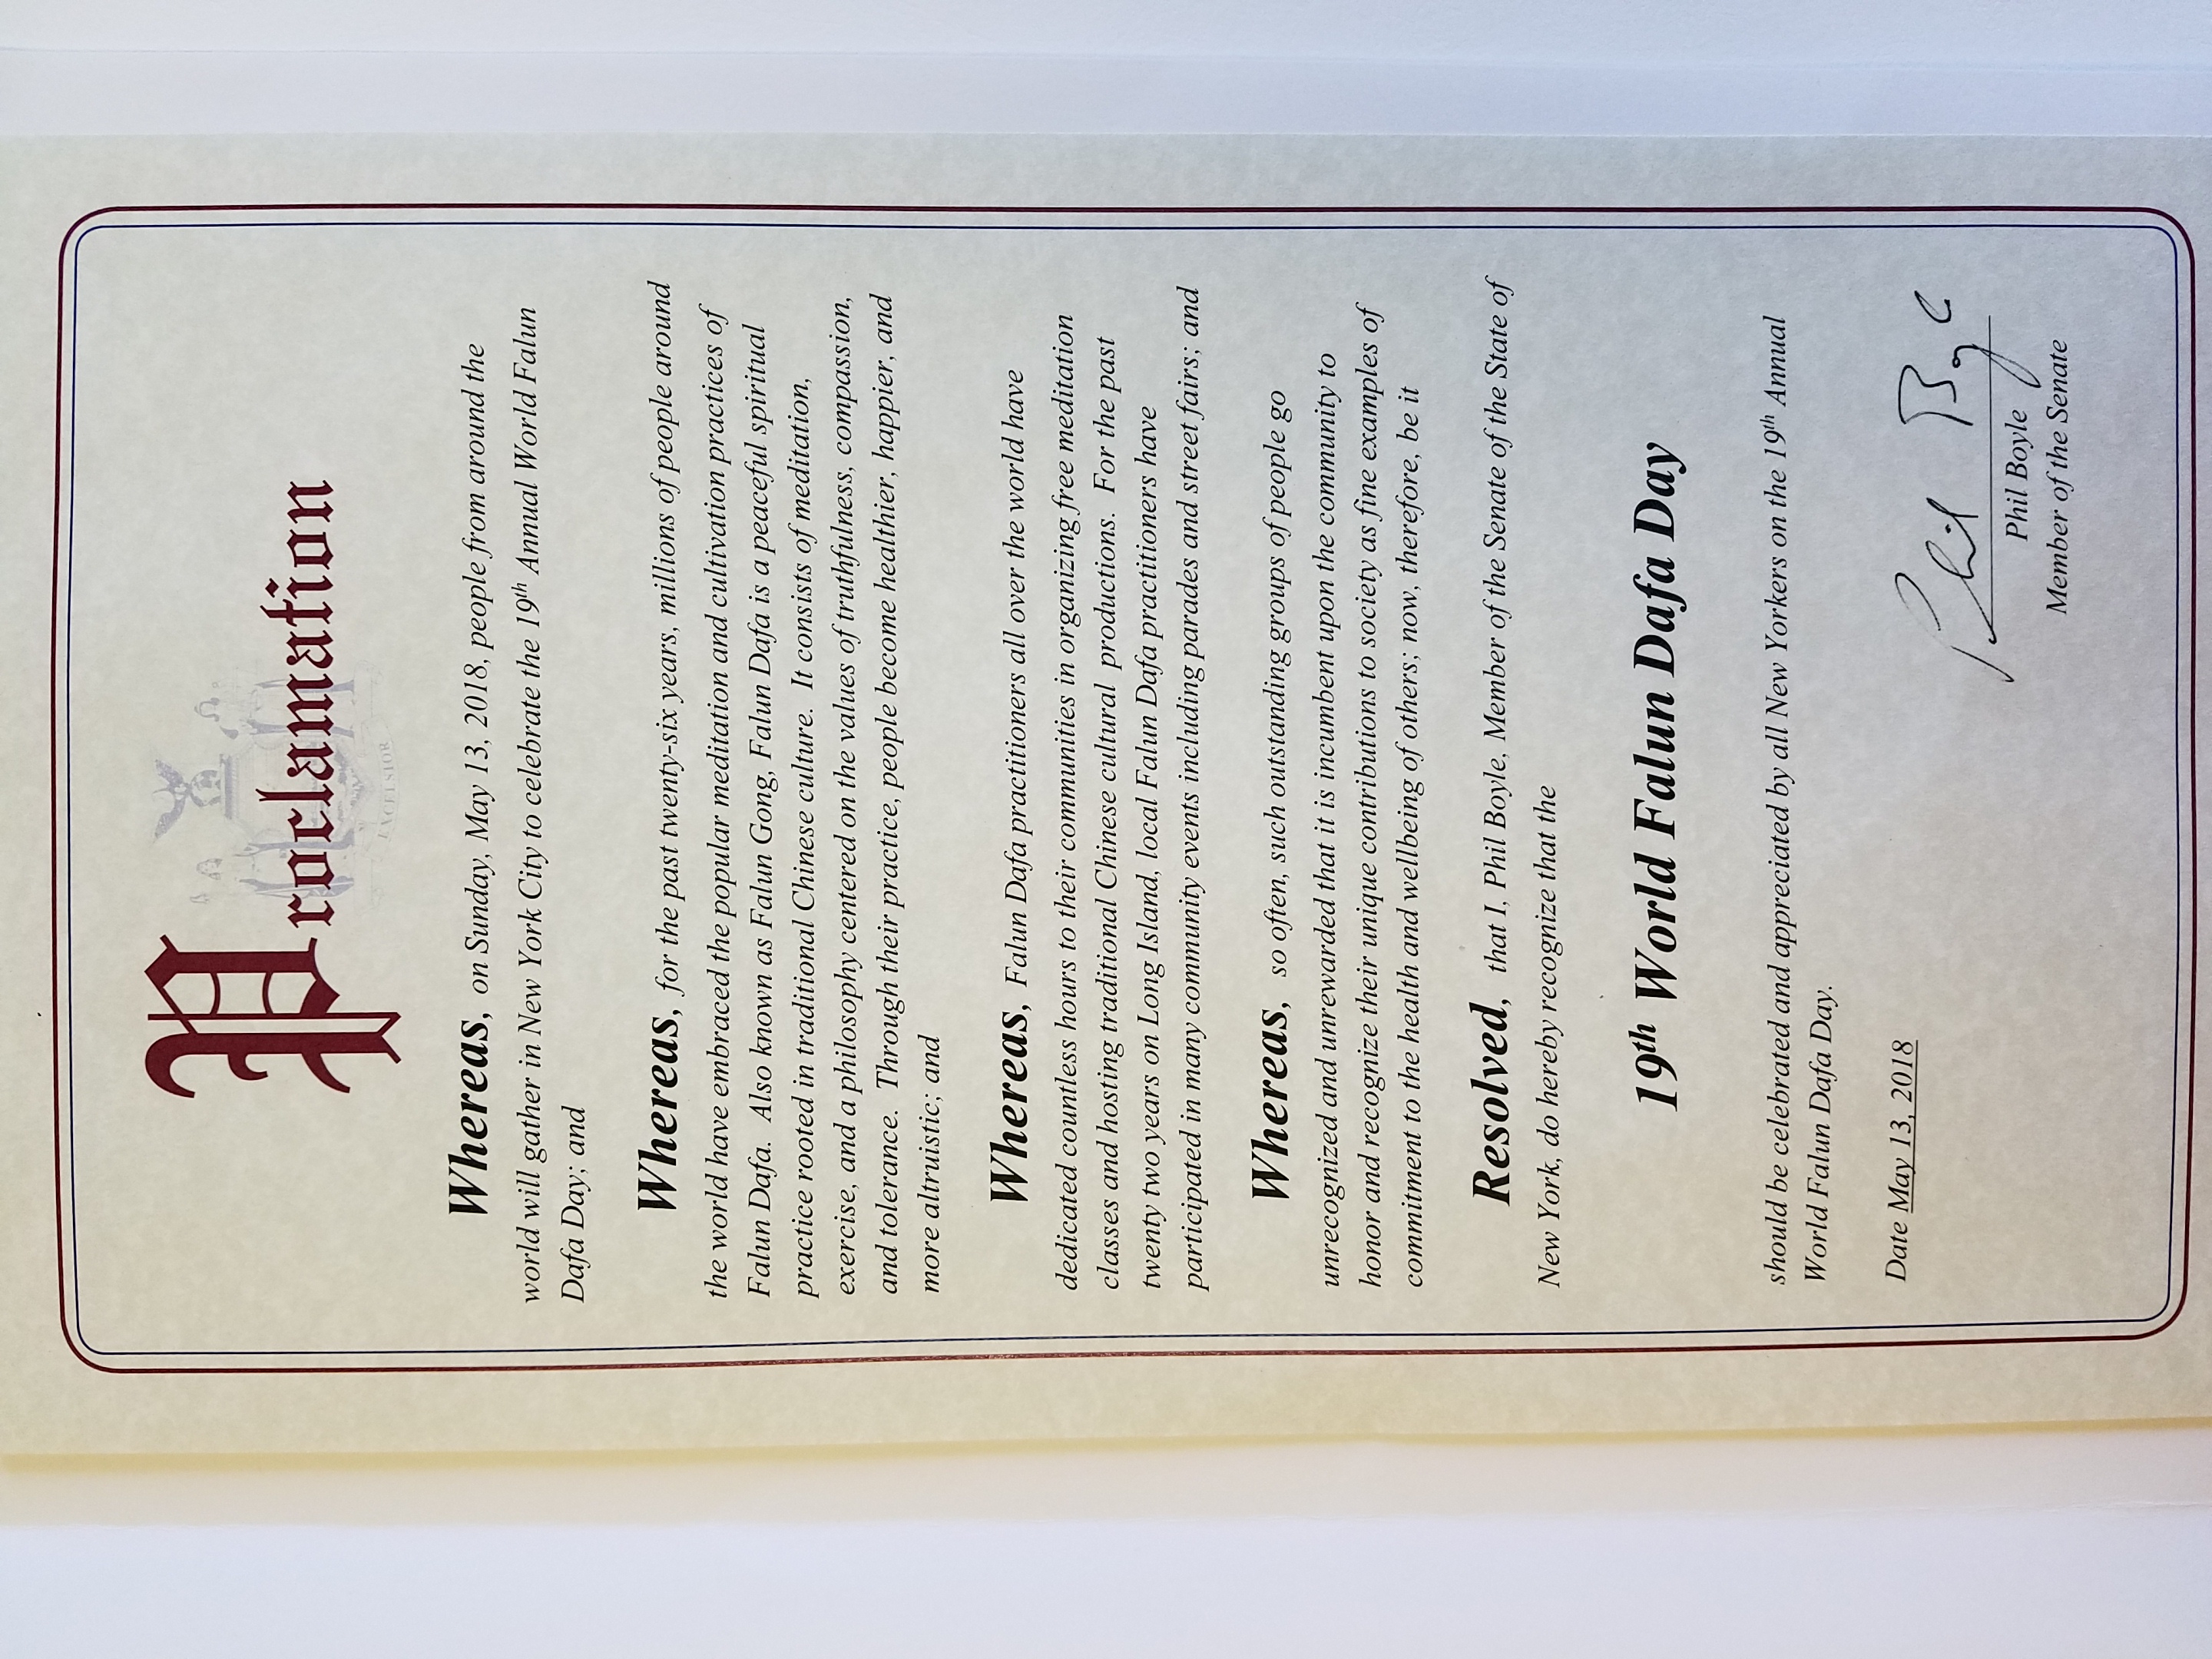 Proclamation
EXCELSIOR
Whereas, on Sunday, May 13, 2018, people from around the
world will gather in New York City to celebrate the 19th Annual World Falun
Dafa Day; and
Whereas, for the past twenty-six years, millions of people around
the world have embraced the popular meditation and cultivation practices of
Falun Dafa. Also known as Falun Gong, Falun Dafa is a peaceful spiritual
practice rooted in traditional Chinese culture. It consists of meditation,
exercise, and a philosophy centered on the values of truthfulness, compassion,
and tolerance. Through their practice, people become healthier, happier, and
more altruistic; and
Whereas, Falun Dafa practitioners all over the world have
dedicated countless hours to their communities in organizing free meditation
classes and hosting traditional Chinese cultural productions. For the past
twenty two years on Long Island, local Falun Dafa practitioners have
participated in many community events including parades and street fairs; and
Whereas, so often, such outstanding groups of people go
unrecognized and unrewarded that it is incumbent upon the community to
honor and recognize their unique contributions to society as fine examples of
commitment to the health and wellbeing of others; now, therefore, be it
Resolved, that I, Phil Boyle, Member of the Senate of the State of
New York, do hereby recognize that the
19th World Falun Dafa Day
should be celebrated and appreciated by all New Yorkers on the 19th Annual
World Falun Dafa Day.
Date May 13, 2018
Phil Boyle
Phil Boyle
Member of the Senate